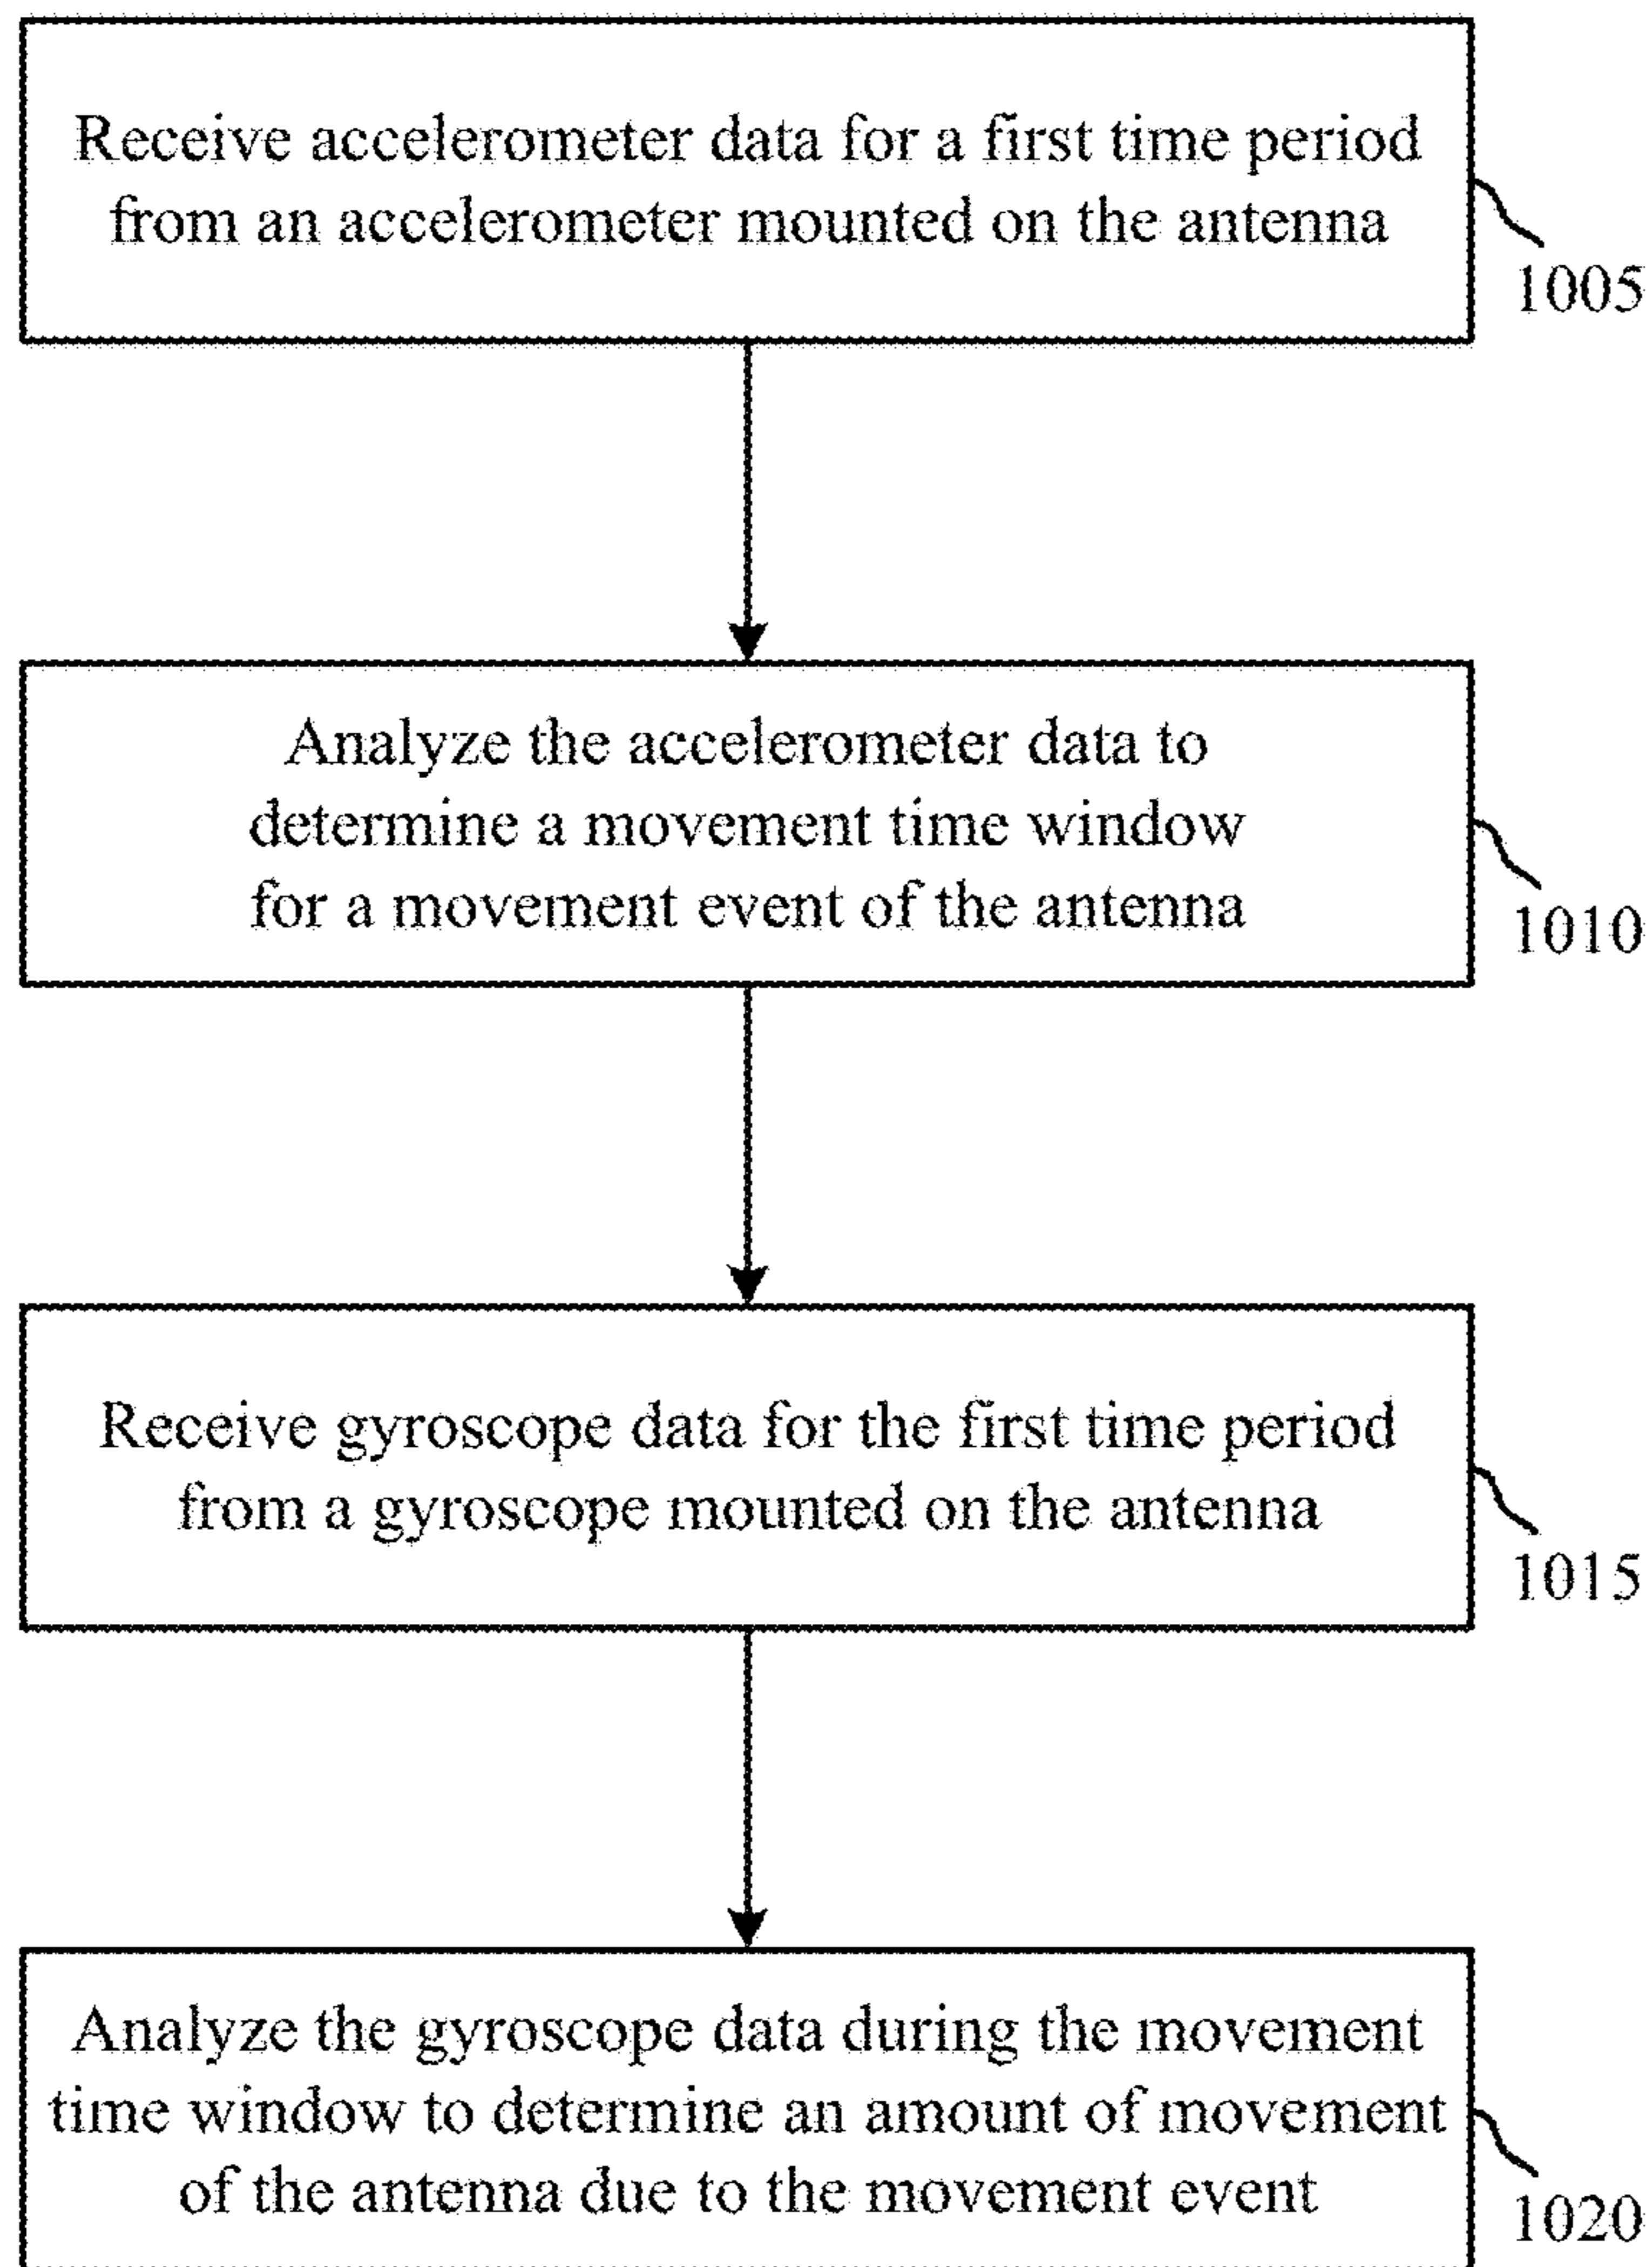 Receive accelerometer data for a first time period
from an accelerometer mounted on the antenna
1005
Analyze the accelerometer data to
determine a movement time window
for a movement event of the antenna
1010
Receive gyroscope data for the first time period
from a gyroscope mounted on the antenna
1015
Analyze the gyroscope data during the movement
time window to determine an amount of movement
of the antenna due to the movement event
1020